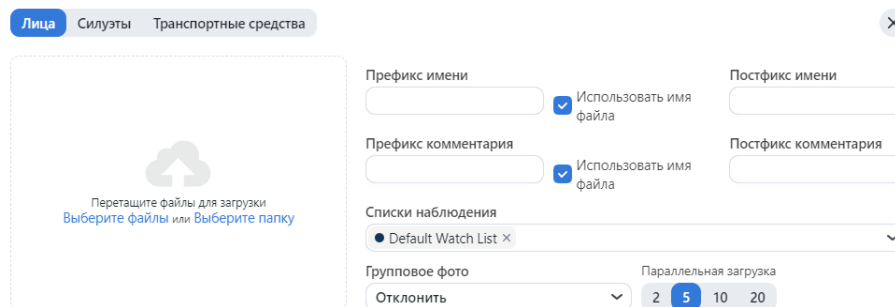 Лица Силуэты Транспортные средства
Префикс имени Постфикс имени
Использовать имя
файла
Префикс комментария Постфикс комментария
Использовать имя
файла
Перетащите файлы для загрузки
Выберите файлы или Выберите папку
Списки наблюдения
Default Watch List ×
Групповое фото Параллельная загрузка
Отклонить 2 5 10 20